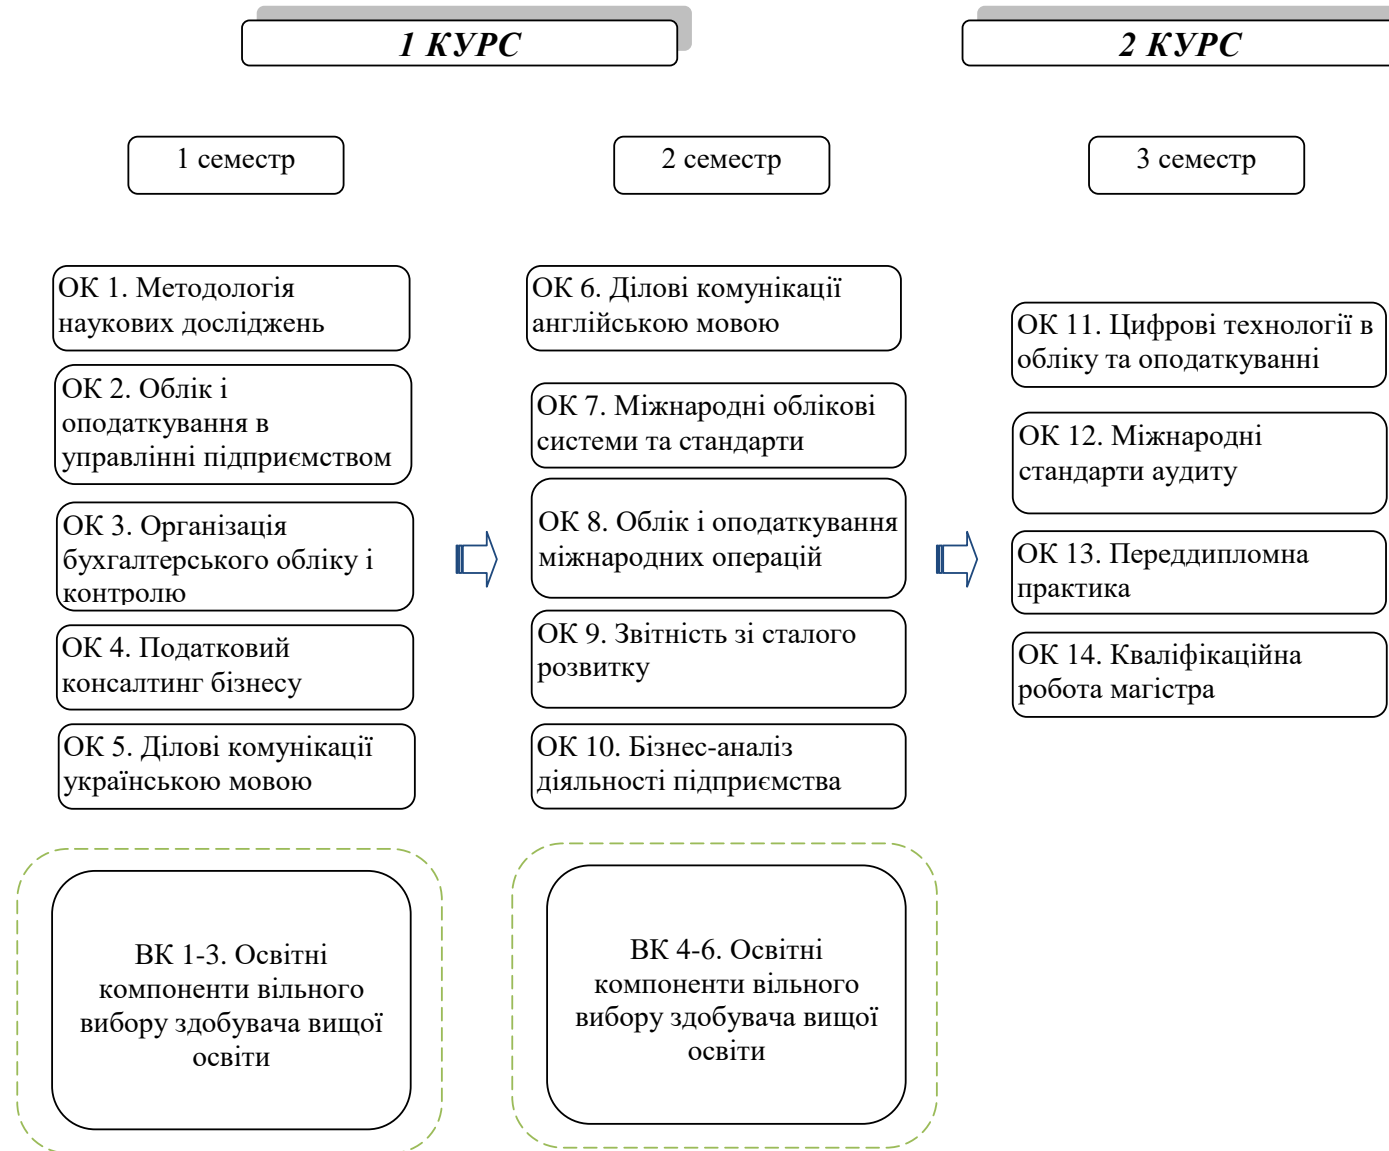 1 КУРС
2 КУРС
1 семестр
2 семестр
3 семестр
ОК 1. Методологія
наукових досліджень
ОК 2. Облік і
оподаткування в
управлінні підприємством
ОК 3. Організація
бухгалтерського обліку і
контролю
ОК 4. Податковий
консалтинг бізнесу
ОК 5. Ділові комунікації
українською мовою
ВК 1-3. Освітні
компоненти вільного
вибору здобувача вищої
освіти
ОК 6. Ділові комунікації
англійською мовою
ОК 7. Міжнародні облікові
системи та стандарти
ОК 8. Облік і оподаткування
міжнародних операцій
ОК 9. Звітність зі сталого
розвитку
ОК 10. Бізнес-аналіз
діяльності підприємства
ВК 4-6. Освітні
компоненти вільного
вибору здобувача вищої
освіти
ОК 11. Цифрові технології в
обліку та оподаткуванні
ОК 12. Міжнародні
стандарти аудиту
ОК 13. Переддипломна
практика
ОК 14. Кваліфікаційна
робота магістра